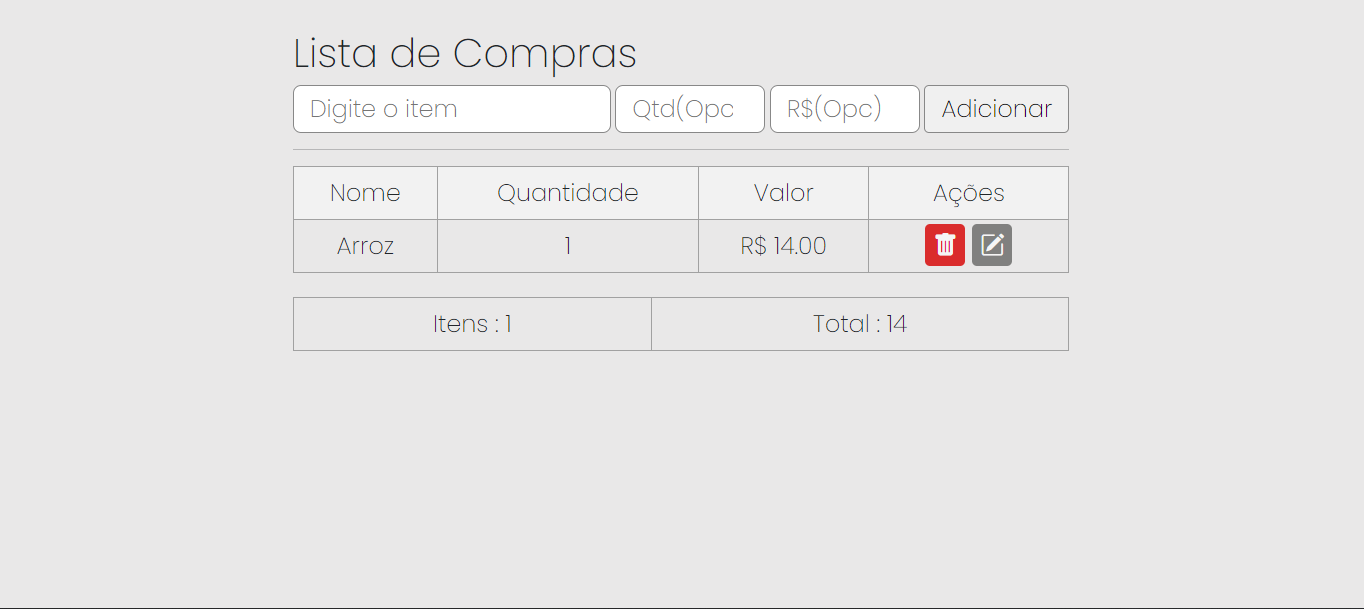 Lista de Compras
Digite o item Qtd(Opc R$(Opc) Adicionar
Nome Quantidade Valor Ações
Arroz 1 R$ 14.00
Itens : 1 Total : 14